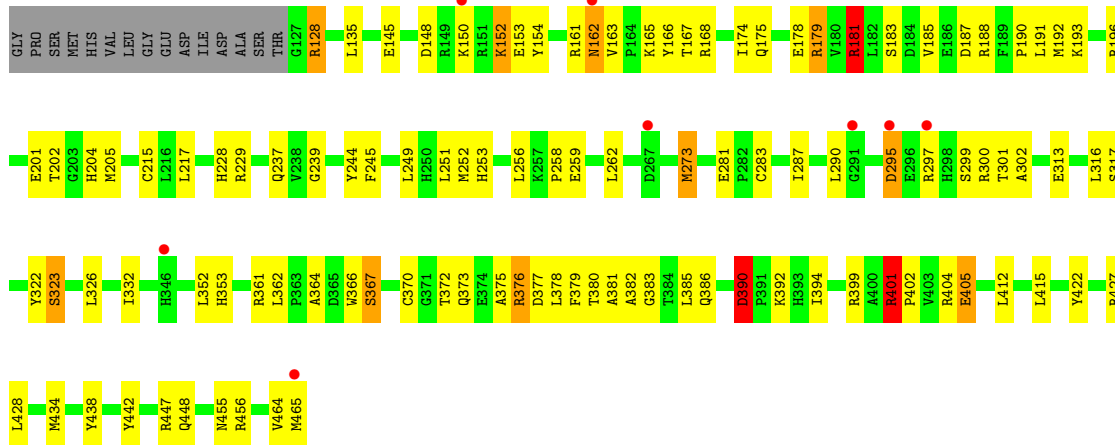 GLY PRO SER MET HIS VAL LEU GLY GLU ASP ILE ASP ALA SER THR G127 R128 L135 E145 D148 R149 K150 R151 K152 E153 Y154 R161 N162 V163 P164 K165 Y166 T167 R168 I174 Q175 E178 R179 V180 R181 L182 S183 D184 V185 E186 D187 R188 F189 P190 L191 M192 K193 R196
E201 T202 G203 H204 M205 C215 L216 L217 H228 R229 Q237 V238 G239 Y244 F245 L249 H250 L251 M252 H253 L256 K257 P258 E259 L262 D267 M273 E281 P282 C283 I287 L290 G291 D295 E296 R297 H298 S299 R300 T301 A302 E313 L316 S317
Y322 S323 L326 I332 H346 L352 H353 R361 L362 P363 A364 D365 W366 S367 C370 G371 T372 Q373 E374 A375 R376 D377 L378 F379 T380 A381 A382 G383 T384 L385 Q386 D390 P391 K392 H393 I394 R399 A400 R401 P402 V403 R404 E405 L412 L415 Y422 R427
L428 M434 Y438 Y442 R447 Q448 N455 R456 V464 M465